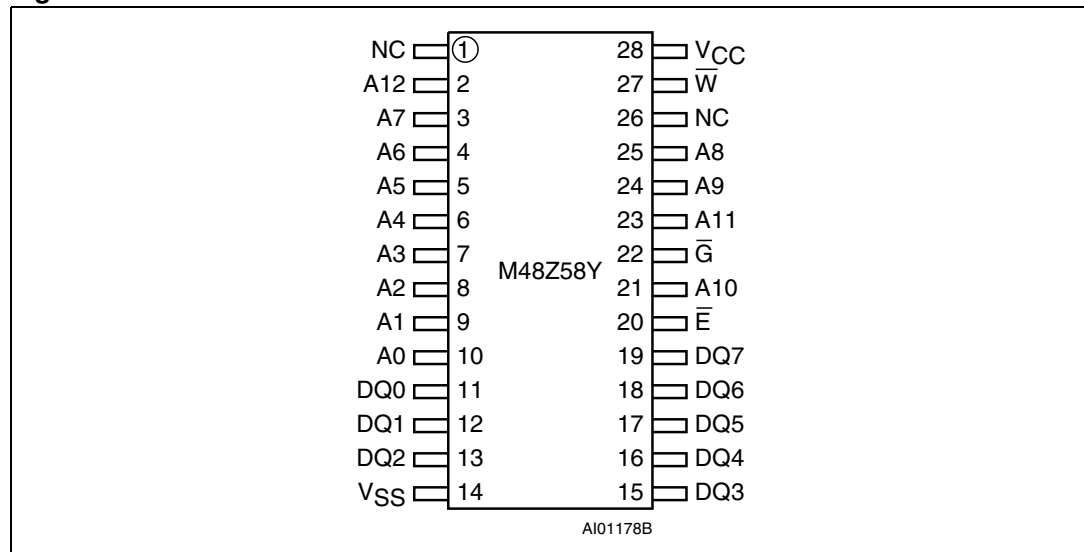 NC 1 28 V_CC
A12 2 27 W̅
A7 3 26 NC
A6 4 25 A8
A5 5 24 A9
A4 6 23 A11
A3 7 22 G̅
M48Z58Y
A2 8 21 A10
A1 9 20 E̅
A0 10 19 DQ7
DQ0 11 18 DQ6
DQ1 12 17 DQ5
DQ2 13 16 DQ4
V_SS 14 15 DQ3
AI01178B